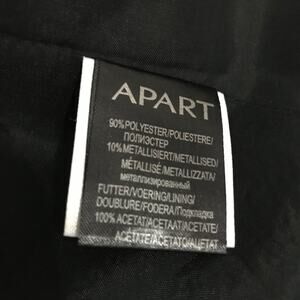 APART
90%POLYESTER/POLIESTERE/
ПОЛИЭСТЕР
10%METALLISIERT/METALLISED/
MÉTALLISÉ/METALLIZZATA/
металлизированный
FUTTER/VOERING/LINING/
DOUBLURE/FODERA/Подкладка
100%ACETAT/ACETAAT/ACETATE/
ACÉTATE/ACETATO/АЦЕТАТ